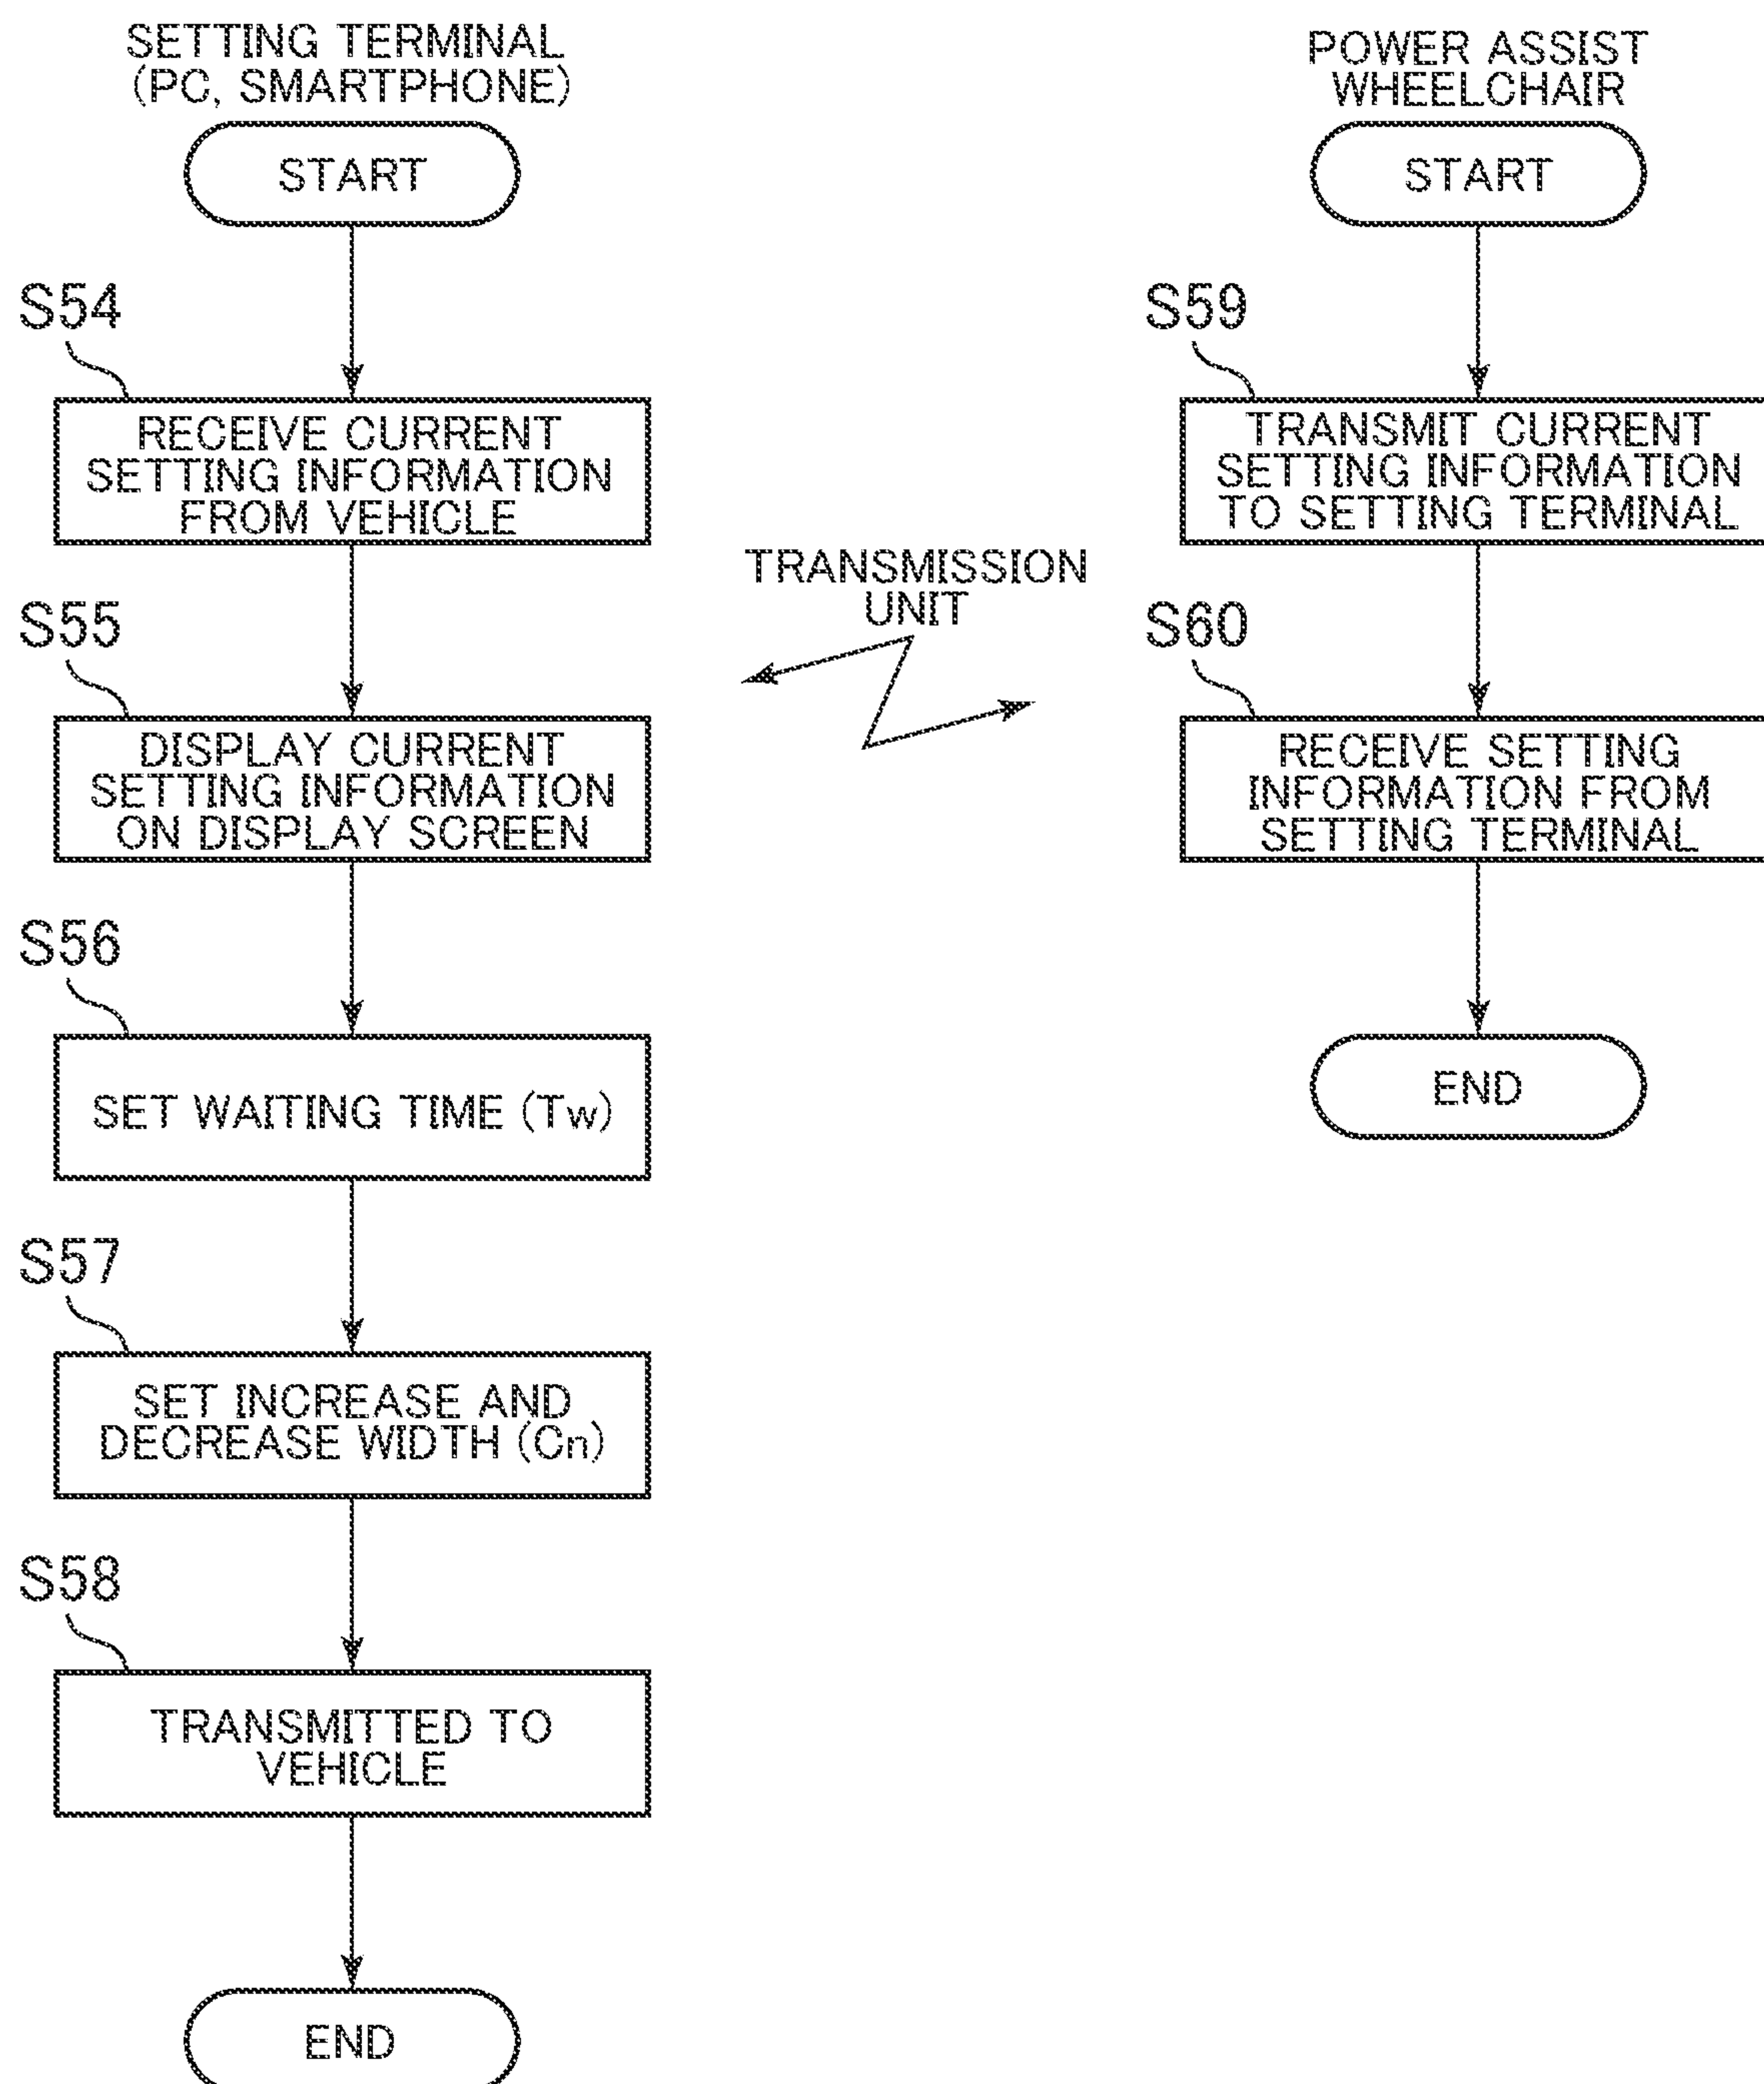 SETTING TERMINAL
(PC, SMARTPHONE)
START
S54
RECEIVE CURRENT
SETTING INFORMATION
FROM VEHICLE
S55
DISPLAY CURRENT
SETTING INFORMATION
ON DISPLAY SCREEN
S56
SET WAITING TIME (Tw)
S57
SET INCREASE AND
DECREASE WIDTH (Cn)
S58
TRANSMITTED TO
VEHICLE
END
TRANSMISSION
UNIT
POWER ASSIST
WHEELCHAIR
START
S59
TRANSMIT CURRENT
SETTING INFORMATION
TO SETTING TERMINAL
S60
RECEIVE SETTING
INFORMATION FROM
SETTING TERMINAL
END